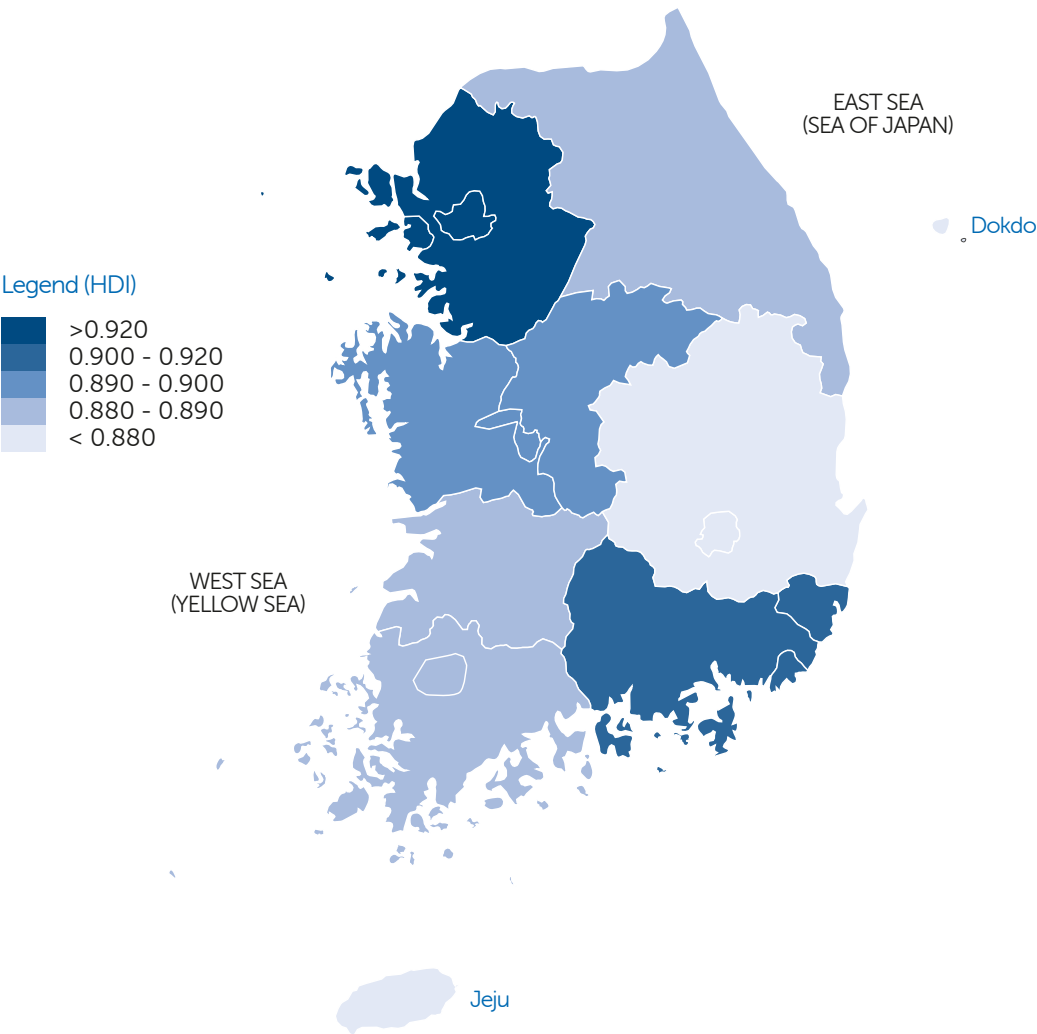 EAST SEA
(SEA OF JAPAN)
Dokdo
Legend (HDI)
>0.920
0.900 - 0.920
0.890 - 0.900
0.880 - 0.890
< 0.880
WEST SEA
(YELLOW SEA)
Jeju